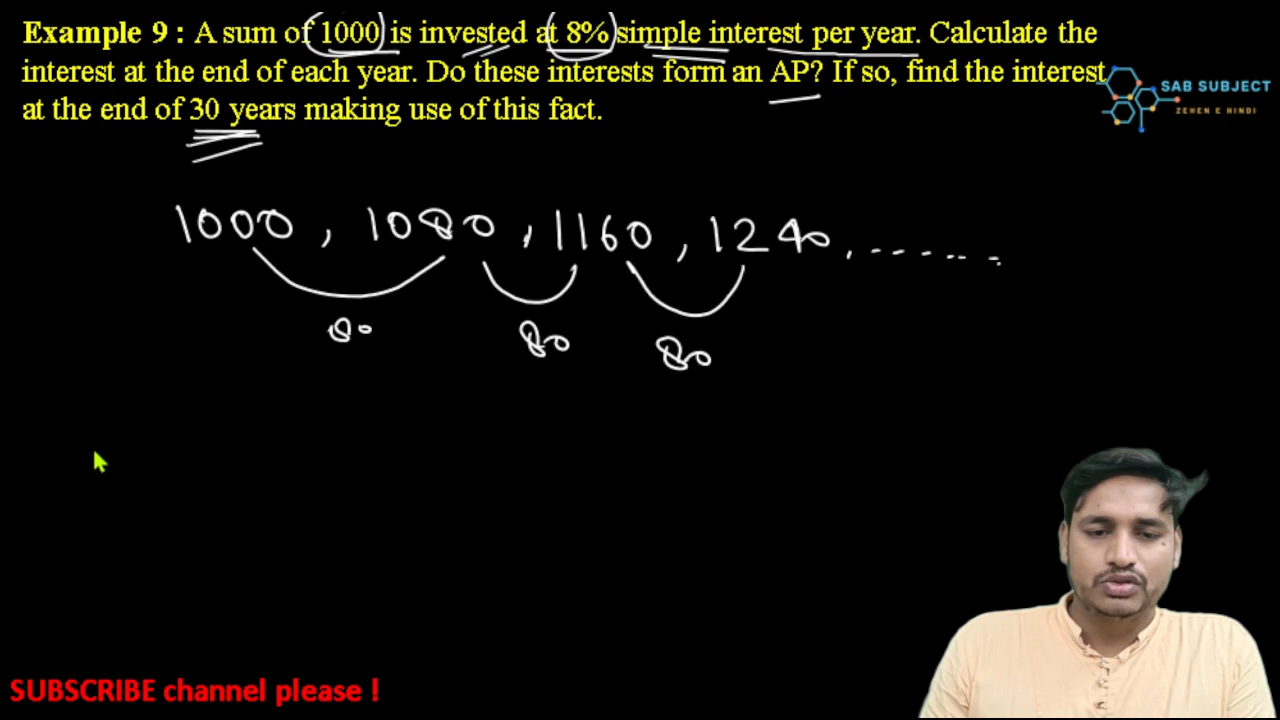 Example 9 : A sum of 1000 is invested at 8% simple interest per year. Calculate the
interest at the end of each year. Do these interests form an AP? If so, find the interest
at the end of 30 years making use of this fact.
SAB SUBJECT
ZEHEN E HINDI
1000 , 1080 , 1160 , 1240, .......
80 80 80
SUBSCRIBE channel please !